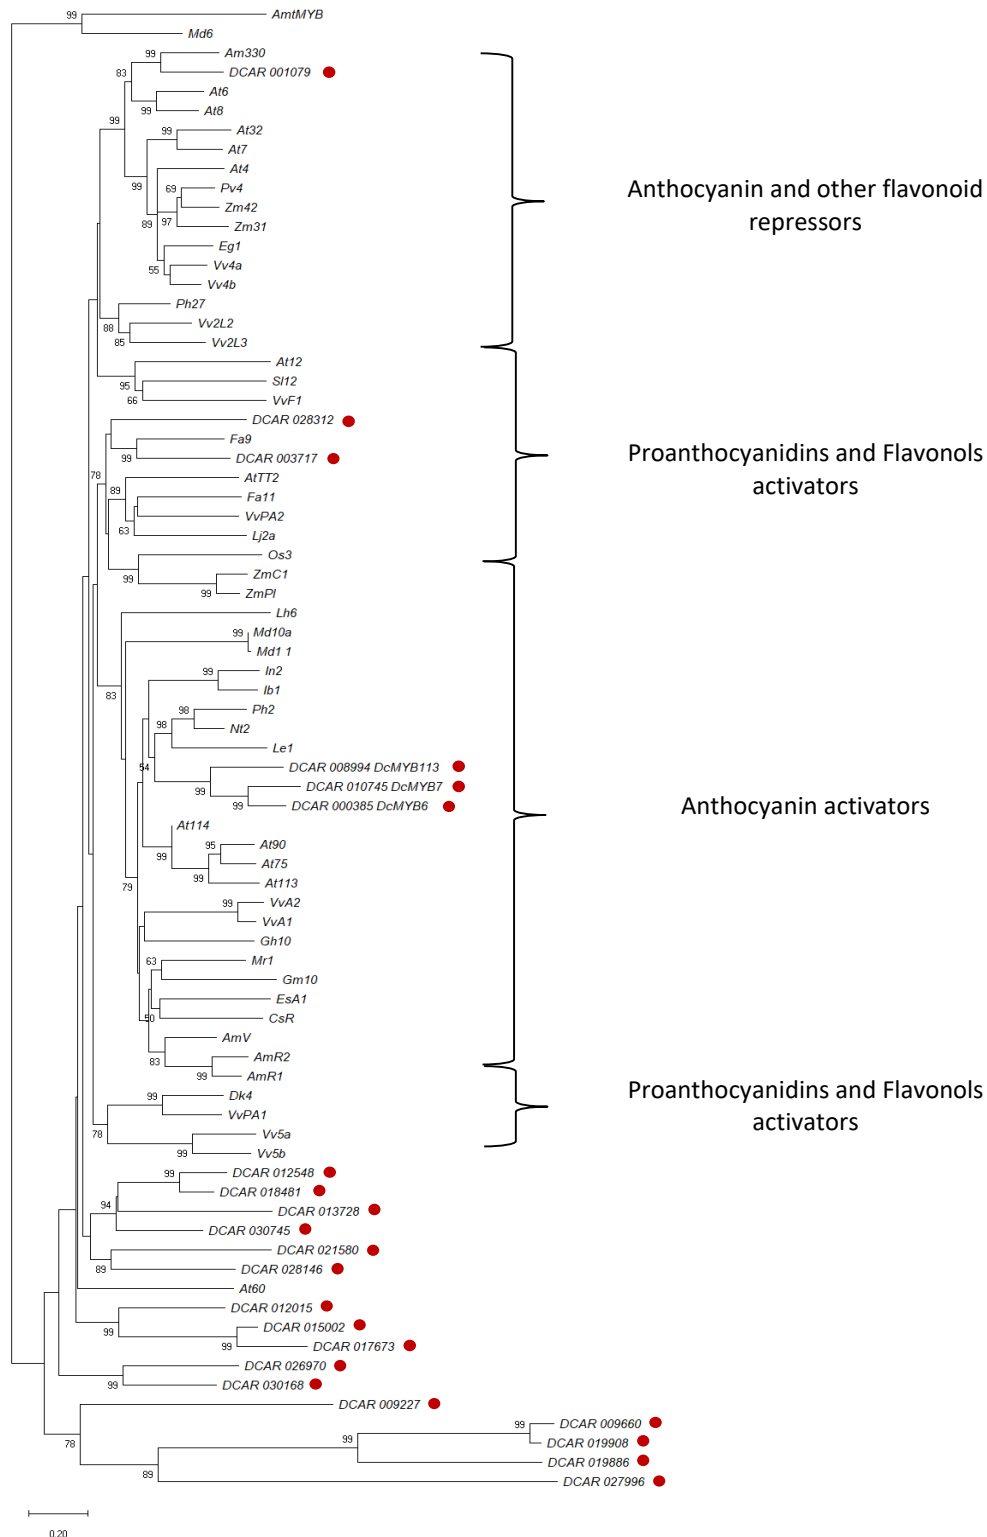 AmtMYB
99
Md6
Am330
99
DCAR 001079
83
At6
At8
99
99
At32
99
At7
At4
99
Pv4
69
Zm42
89
97
Zm31
Eg1
Vv4a
55
Vv4b
Ph27
Vv2L2
88
Vv2L3
85
Anthocyanin and other flavonoid
repressors
At12
Sl12
95
VvF1
66
DCAR 028312
Fa9
DCAR 003717
99
78
AtTT2
89
Fa11
VvPA2
63
Lj2a
Proanthocyanidins and Flavonols
activators
Os3
ZmC1
99
ZmPl
99
Lh6
Md10a
99
Md1 1
In2
99
Ib1
83
Ph2
98
Nt2
98
Le1
54
DCAR 008994 DcMYB113
DCAR 010745 DcMYB7
99
DCAR 000385 DcMYB6
99
At114
At90
95
99
At75
At113
99
79
VvA2
99
VvA1
Gh10
Mr1
63
Gm10
EsA1
CsR
50
AmV
AmR2
83
AmR1
99
Anthocyanin activators
Dk4
99
VvPA1
Vv5a
78
Vv5b
99
Proanthocyanidins and Flavonols
activators
DCAR 012548
99
DCAR 018481
DCAR 013728
94
DCAR 030745
DCAR 021580
DCAR 028146
89
At60
DCAR 012015
DCAR 015002
99
DCAR 017673
99
DCAR 026970
DCAR 030168
99
DCAR 009227
DCAR 009660
99
DCAR 019908
99
78
DCAR 019886
DCAR 027996
89
0.20